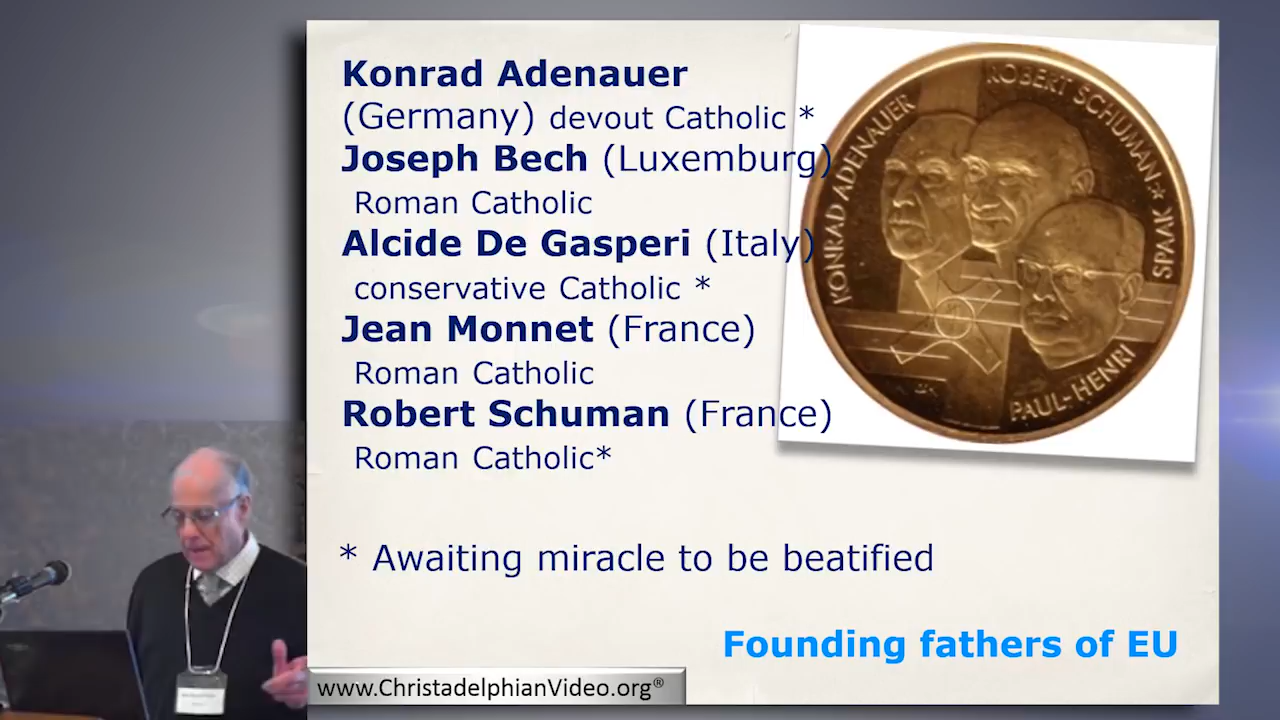 Konrad Adenauer
(Germany) devout Catholic *
Joseph Bech (Luxemburg)
Roman Catholic
Alcide De Gasperi (Italy)
conservative Catholic *
Jean Monnet (France)
Roman Catholic
Robert Schuman (France)
Roman Catholic*
* Awaiting miracle to be beatified
Founding fathers of EU
KONRAD ADENAUER
ROBERT SCHUMAN*
PAUL-HENRI
SPAAK
www.ChristadelphianVideo.org®